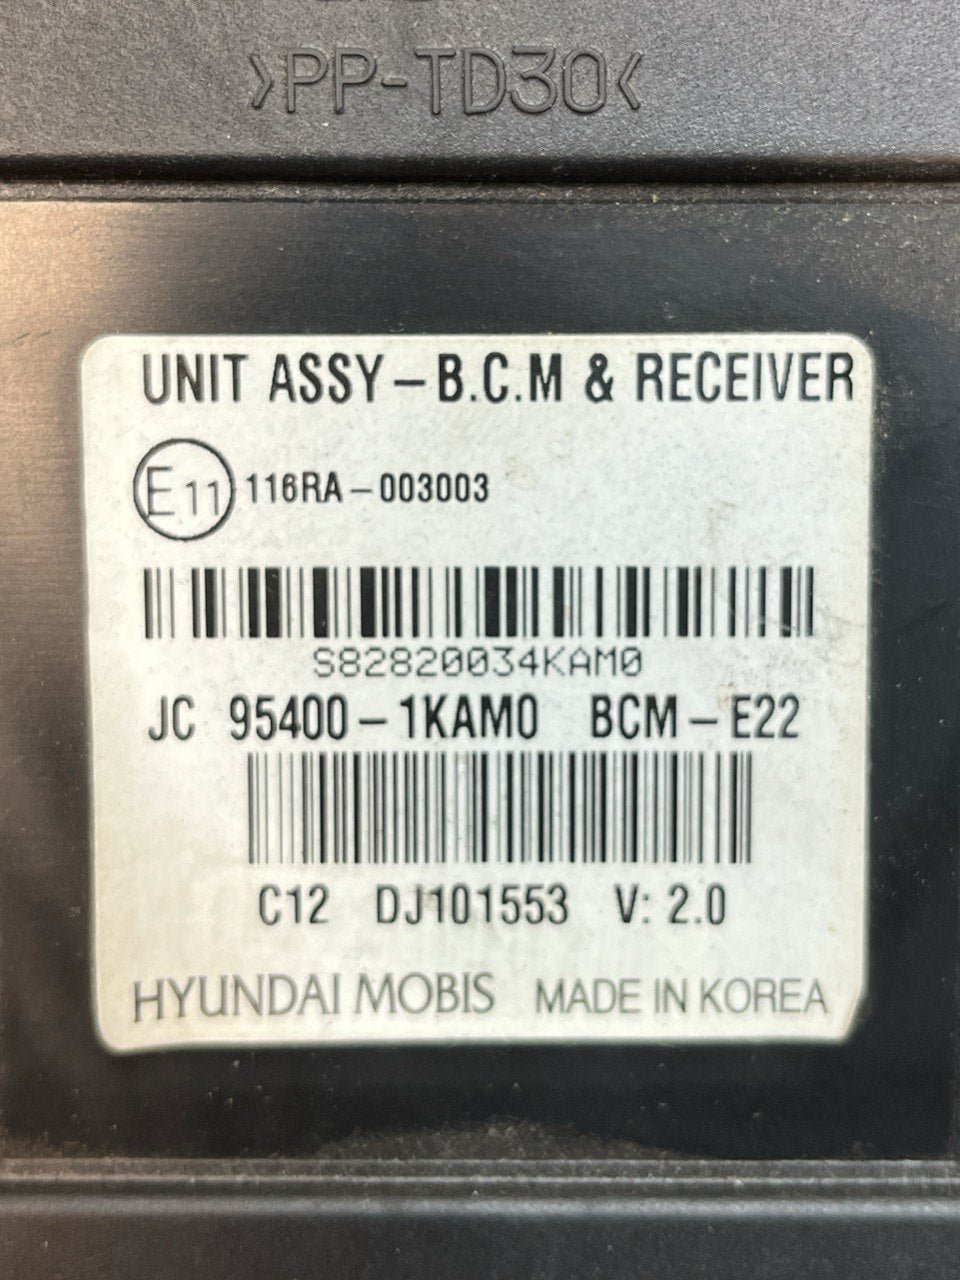 >PP-TD30<
UNIT ASSY-B.C.M & RECEIVER
E11 116RA-003003
S82820034KAM0
JC 95400-1KAM0 BCM-E22
C12 DJ101553 V: 2.0
HYUNDAI MOBIS MADE IN KOREA